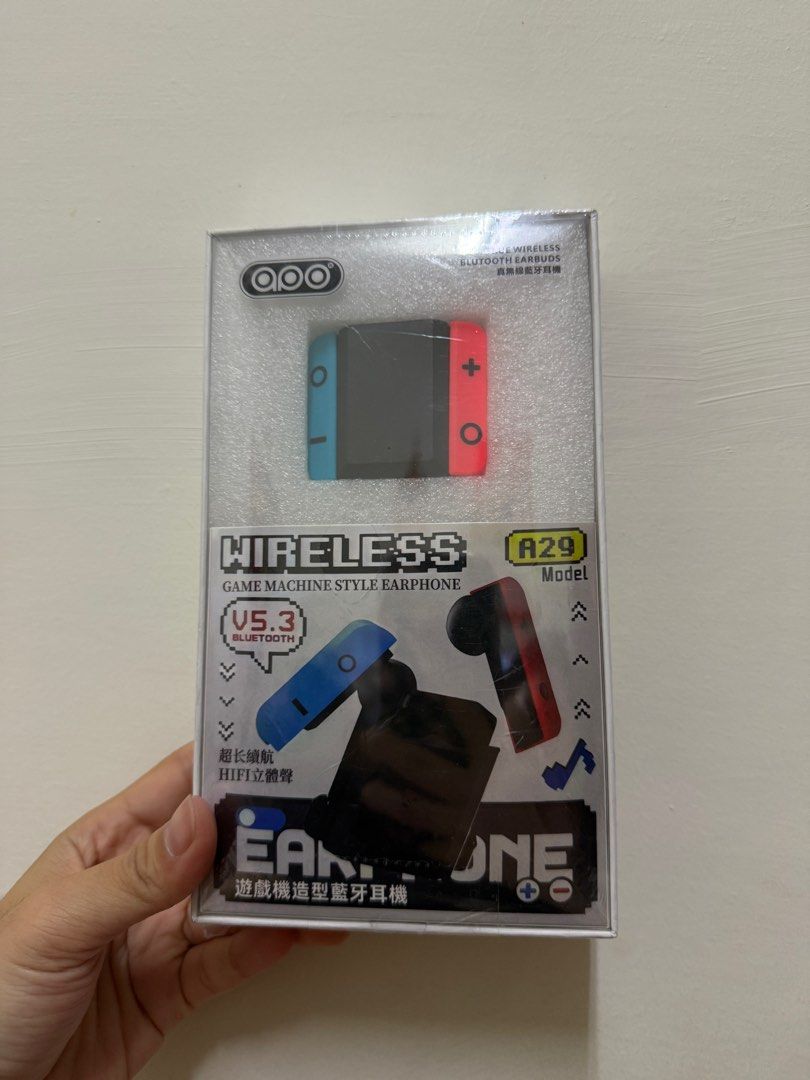 apo
WIRELESS
BLUTOOTH EARBUDS
真無線藍牙耳機
WIRELESS
GAME MACHINE STYLE EARPHONE
A29
Model
V5.3
BLUETOOTH
超长續航
HIFI立體聲
遊戲機造型藍牙耳機